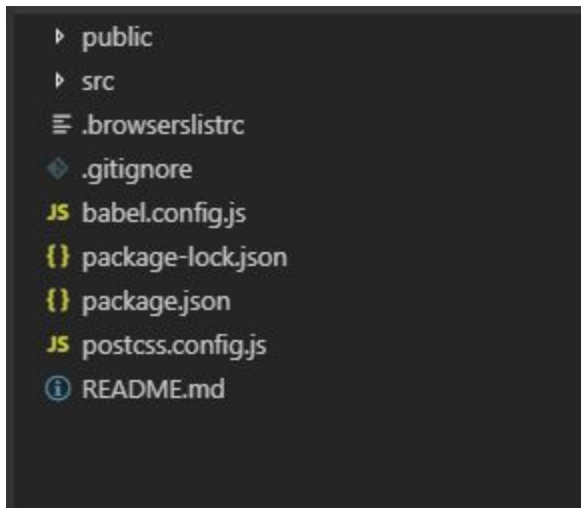 public
src
.browserslistrc
.gitignore
JS babel.config.js
{} package-lock.json
{} package.json
JS postcss.config.js
README.md